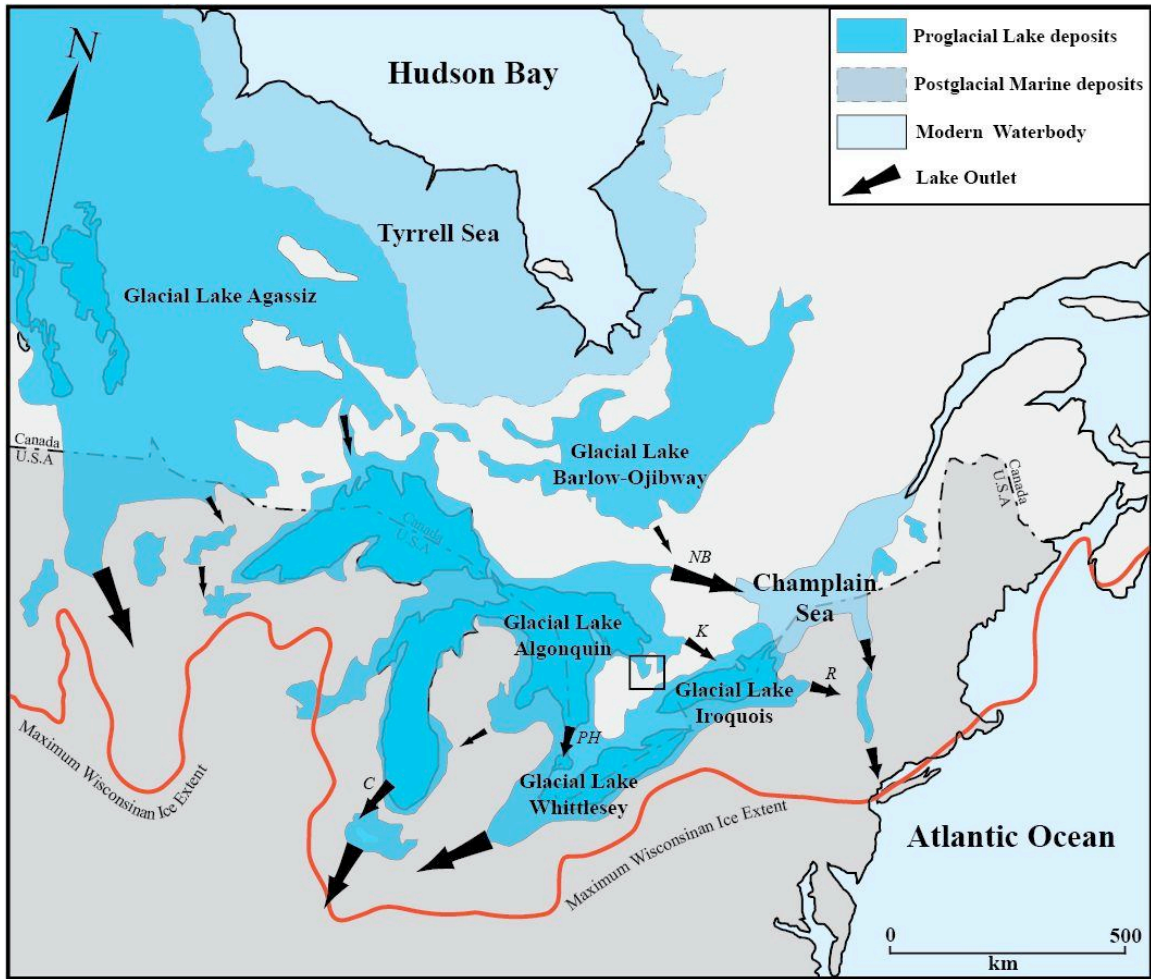 Proglacial Lake deposits
Postglacial Marine deposits
Modern Waterbody
Lake Outlet
N
Hudson Bay
Tyrrell Sea
Glacial Lake Agassiz
Canada
U.S.A
Glacial Lake
Barlow-Ojibway
Canada
U.S.A
Canada
U.S.A
NB
Champlain
Sea
Glacial Lake
Algonquin
K
Glacial Lake
Iroquois
R
PH
Glacial Lake
Whittlesey
C
Maximum Wisconsinan Ice Extent
Maximum Wisconsinan Ice Extent
Atlantic Ocean
0 500
km